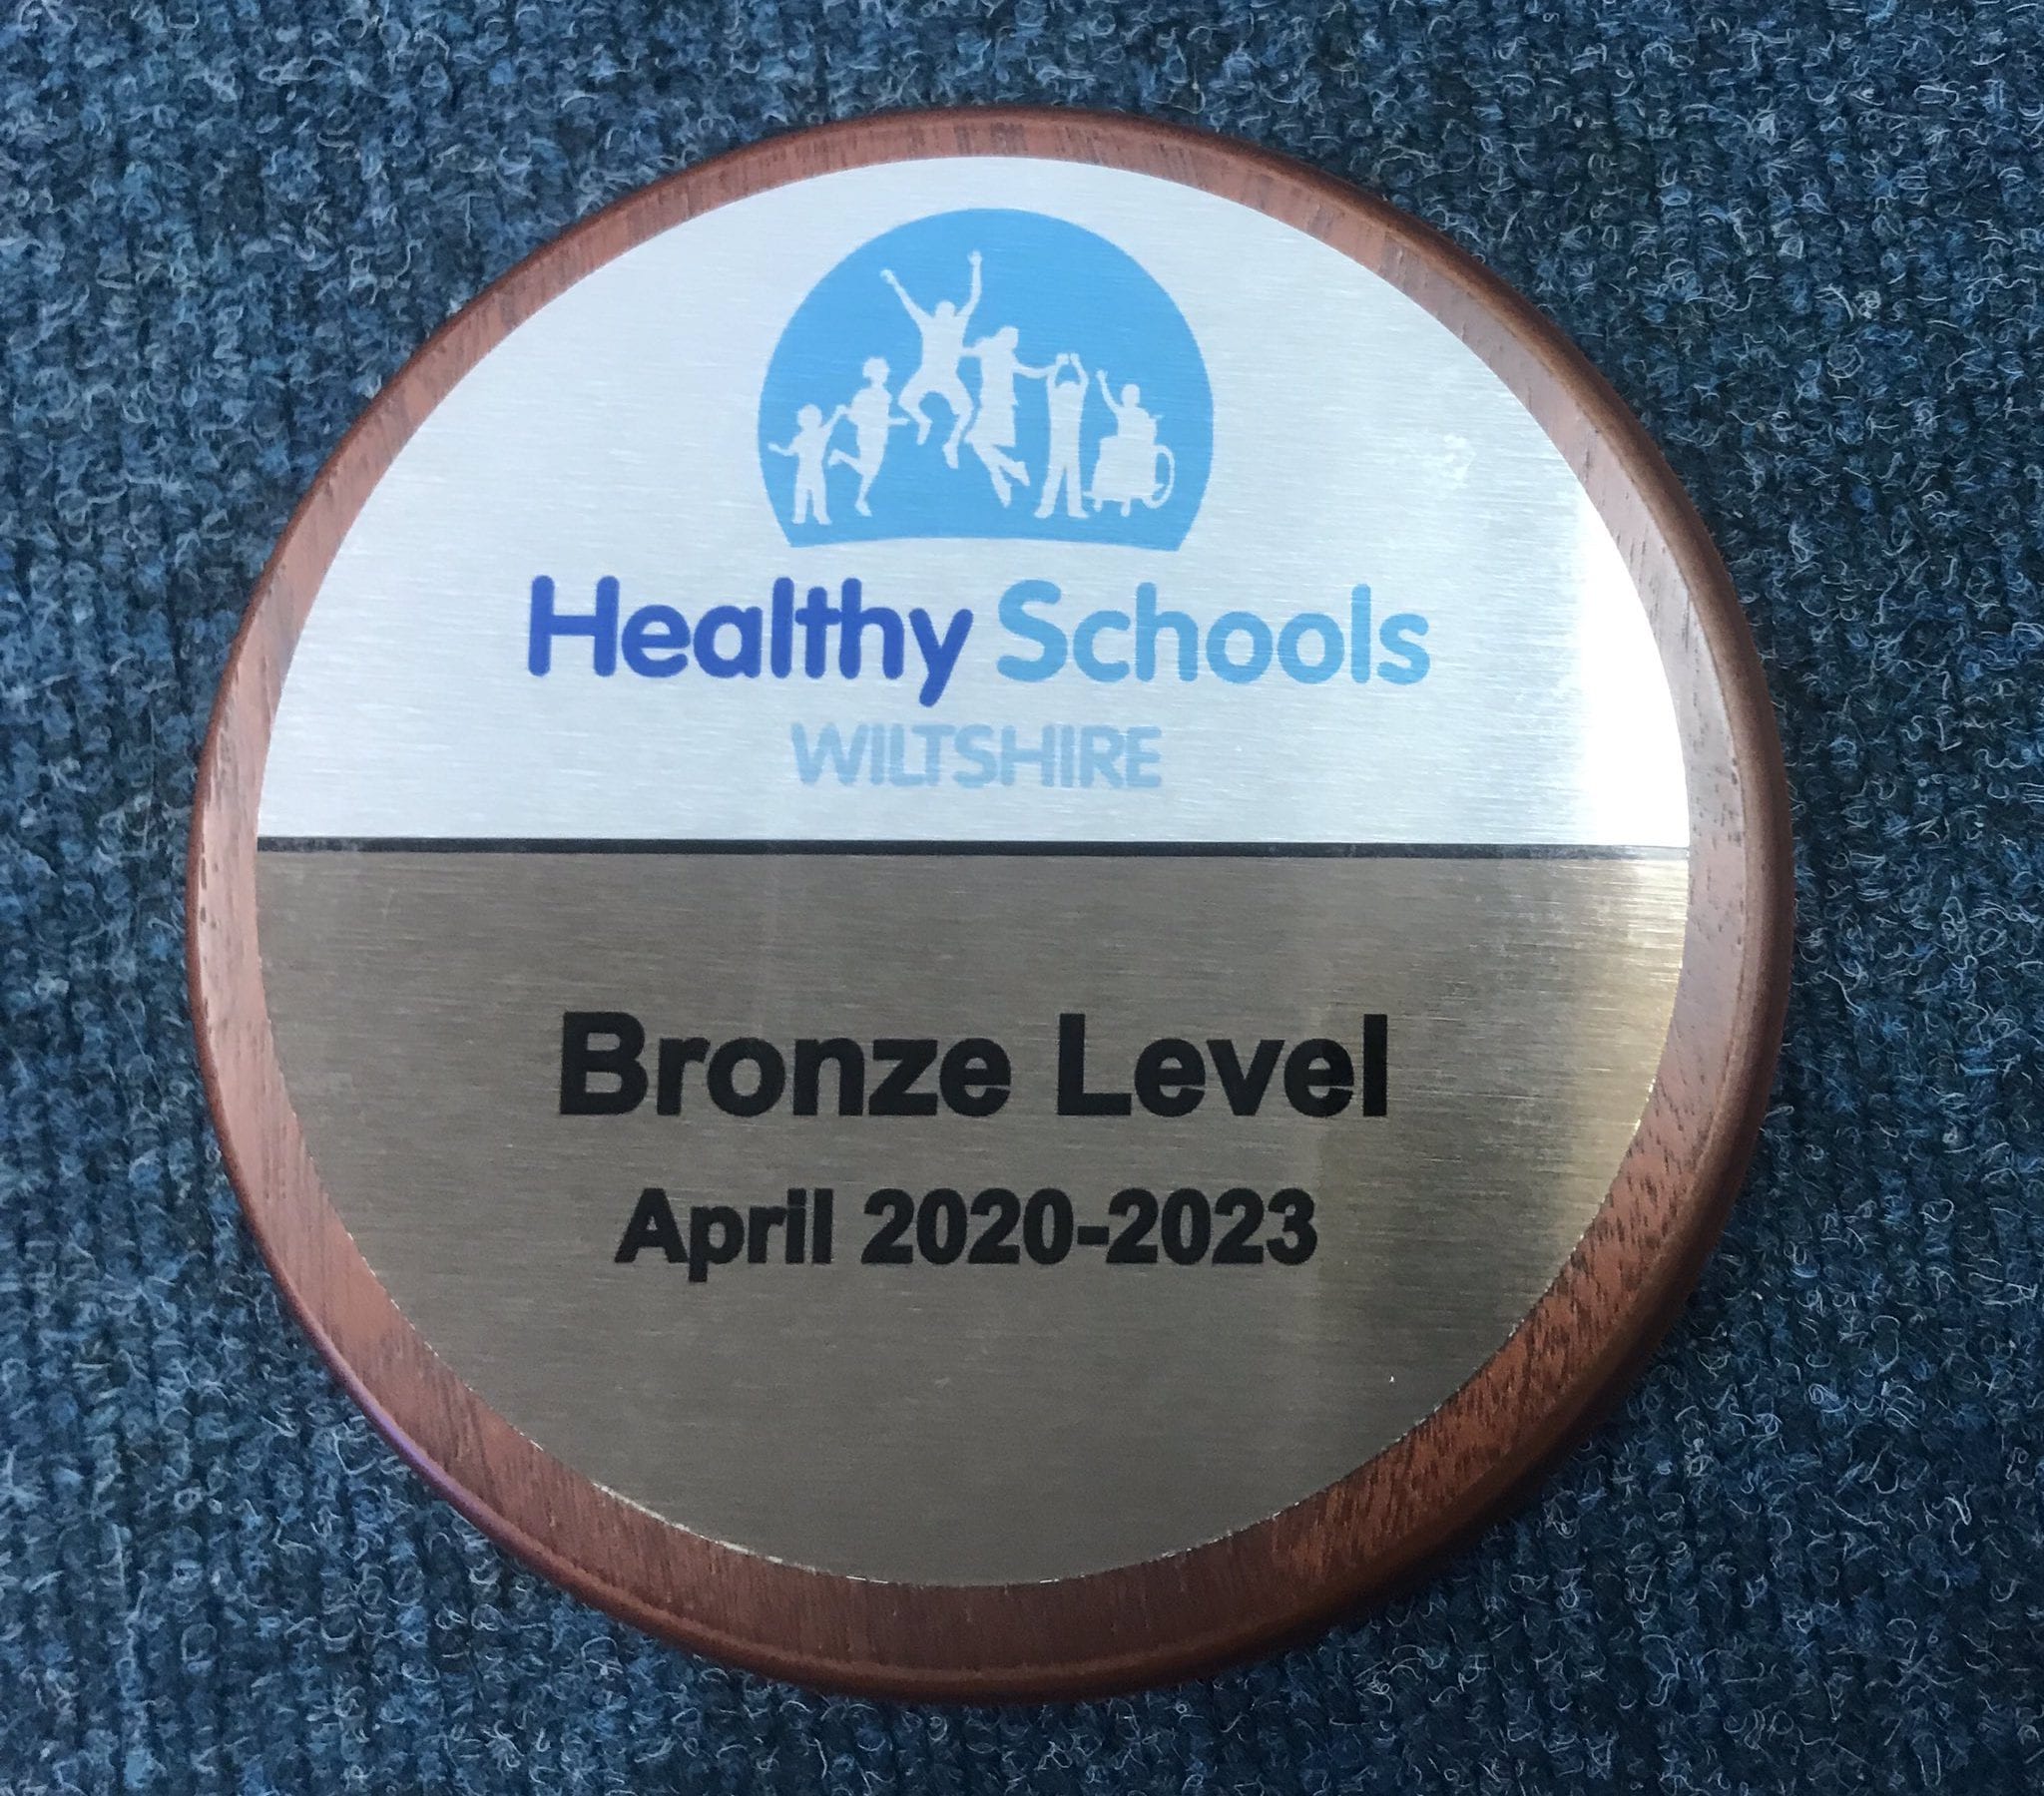 Healthy Schools
WILTSHIRE
Bronze Level
April 2020-2023